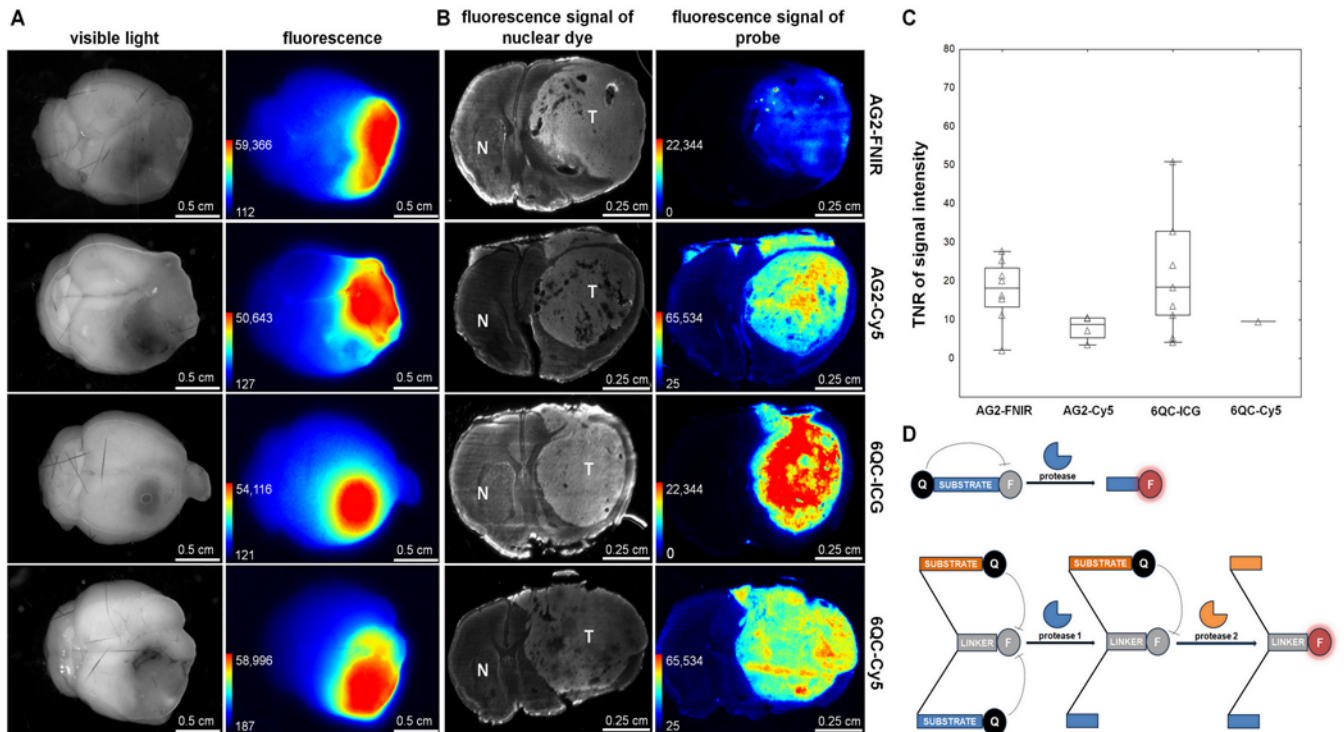 A
visible light
fluorescence
B
fluorescence signal of
nuclear dye
fluorescence signal of
probe
0.5 cm
59,366
112
0.5 cm
N
T
0.25 cm
22,344
0
0.25 cm
AG2-FNIR
0.5 cm
50,643
127
0.5 cm
N
T
0.25 cm
65,534
25
0.25 cm
AG2-Cy5
0.5 cm
54,116
121
0.5 cm
N
T
0.25 cm
22,344
0
0.25 cm
6QC-ICG
0.5 cm
58,996
187
0.5 cm
N
T
0.25 cm
65,534
25
0.25 cm
6QC-Cy5
C
TNR of signal intensity
80
70
60
50
40
30
20
10
0
AG2-FNIR
AG2-Cy5
6QC-ICG
6QC-Cy5
D
Q
SUBSTRATE
F
protease
F
SUBSTRATE
Q
LINKER
F
SUBSTRATE
Q
protease 1
SUBSTRATE
Q
LINKER
F
protease 2
LINKER
F